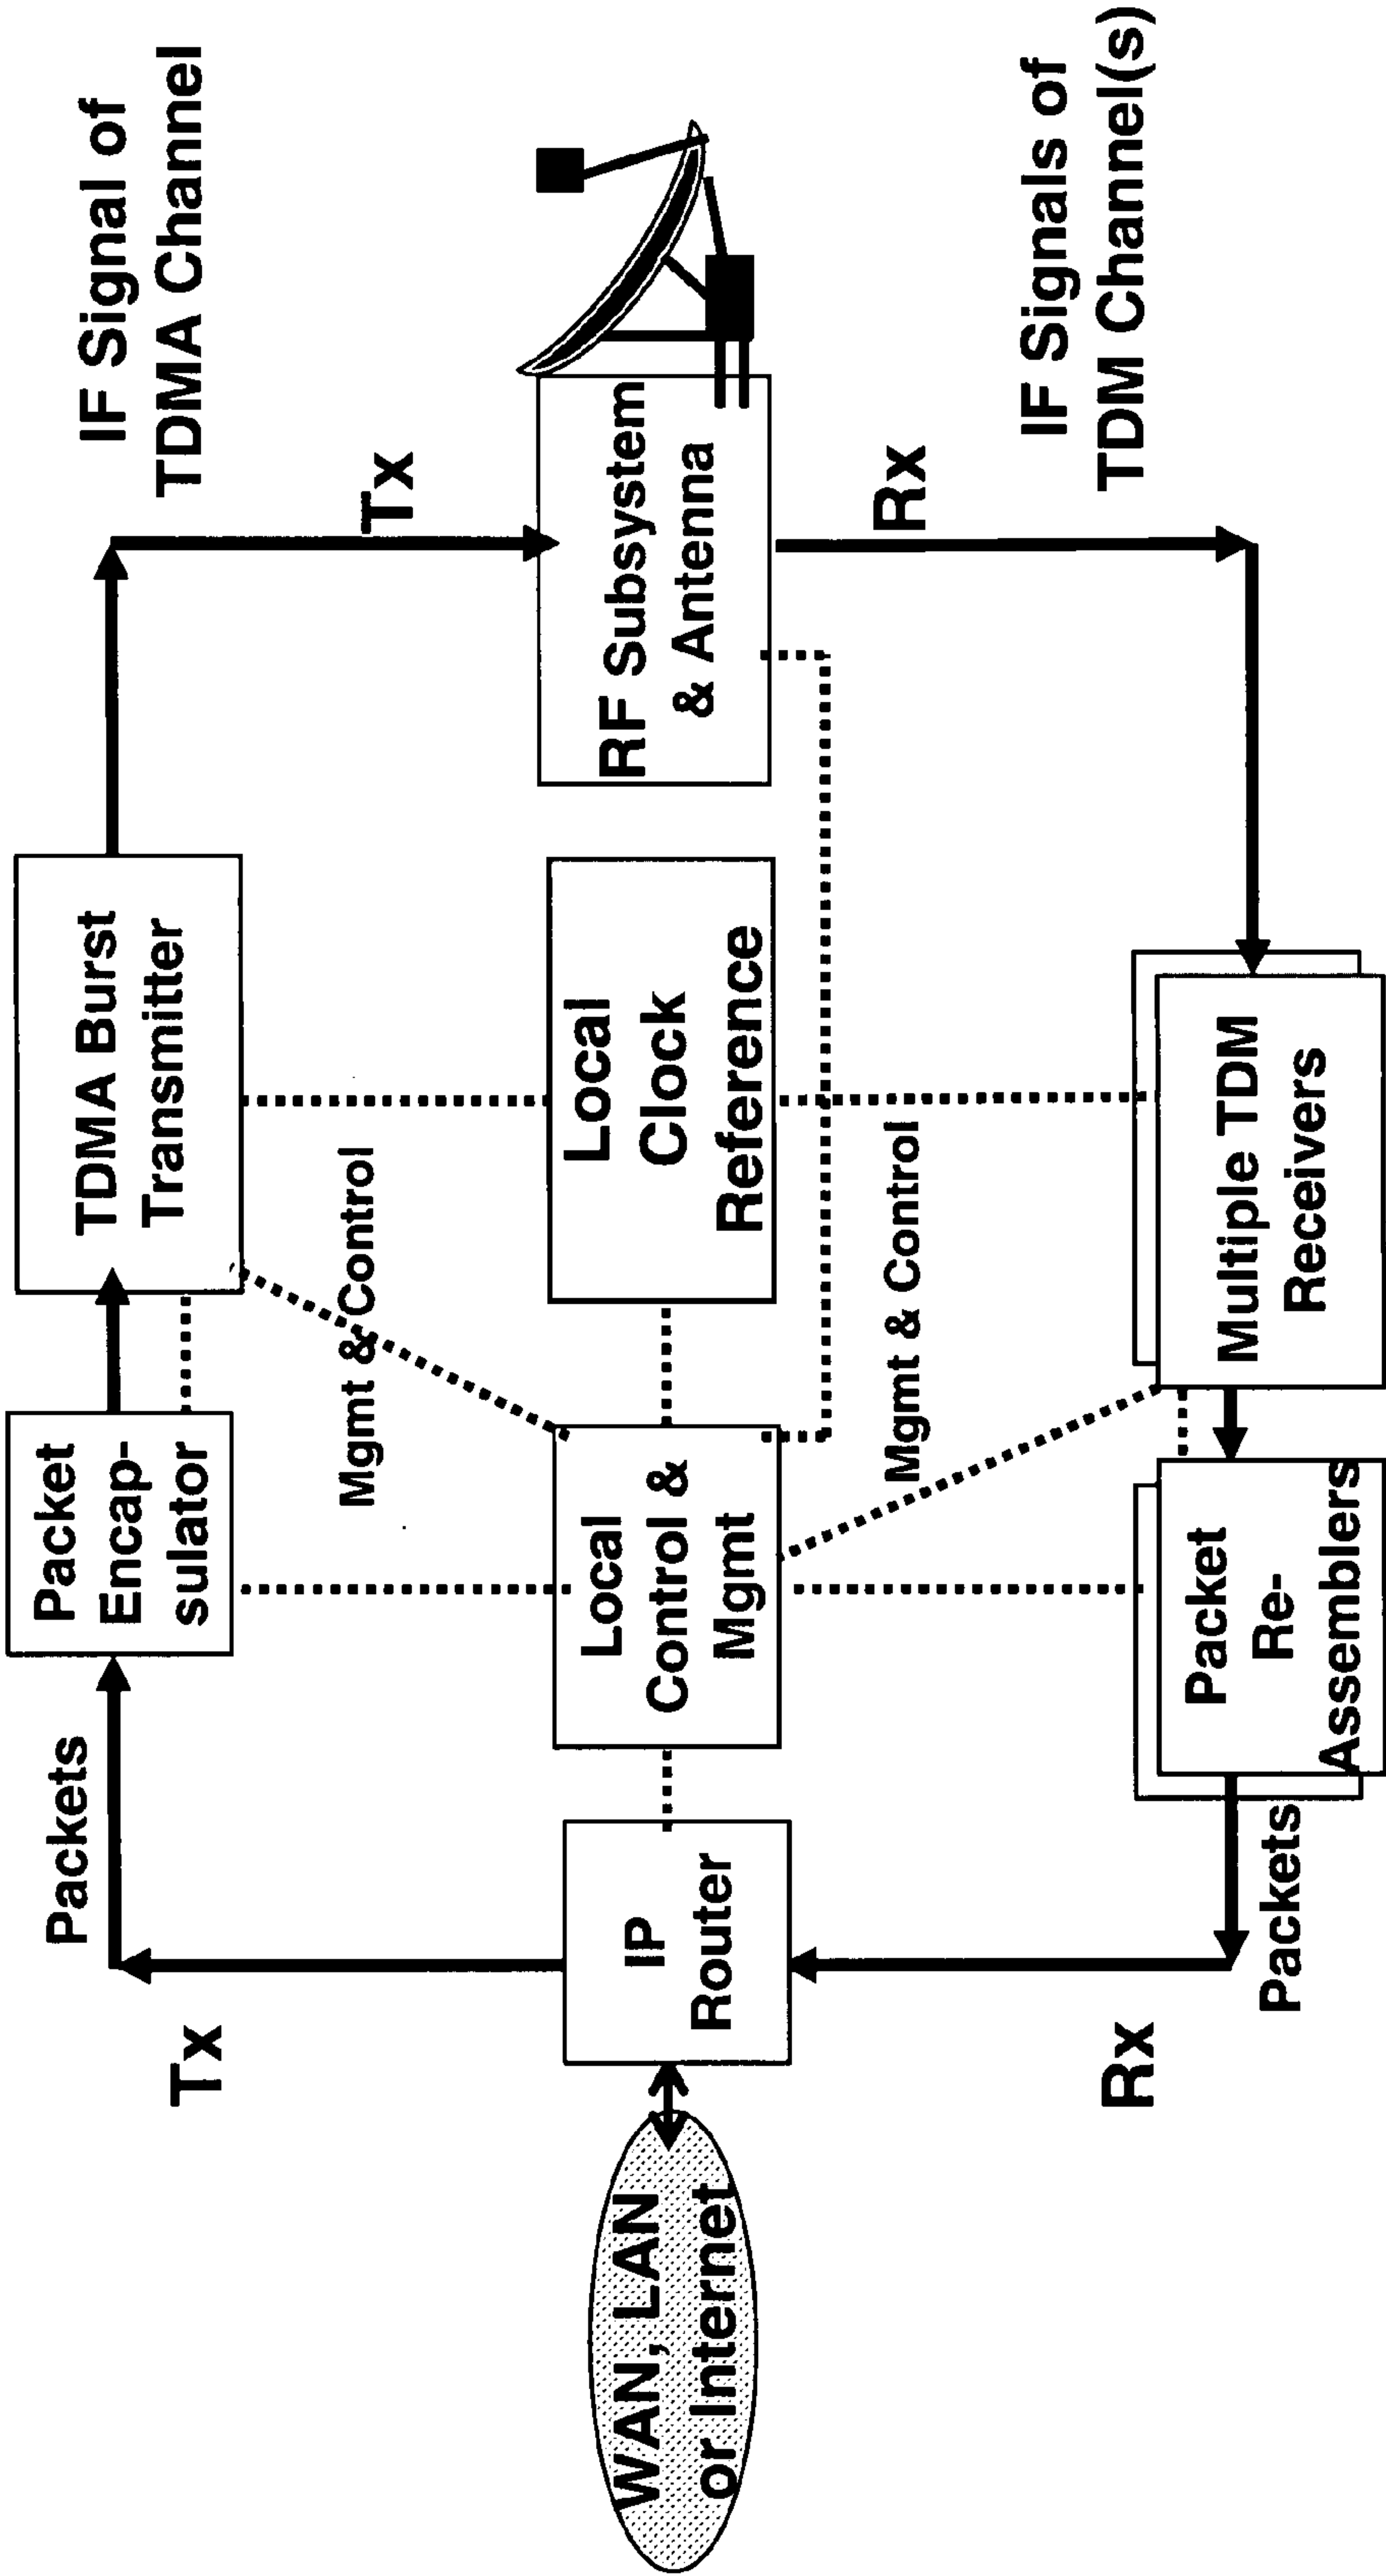 Packets
Packet
Encap-
sulator
TDMA Burst
Transmitter
IF Signal of
TDMA Channel
Tx
Tx
Mgmt & Control
WAN, LAN
or Internet
IP
Router
Local
Control &
Mgmt
Local
Clock
Reference
RF Subsystem
& Antenna
Mgmt & Control
Rx
Rx
IF Signals of
TDM Channel(s)
Packets
Packet
Re-
Assemblers
Multiple TDM
Receivers